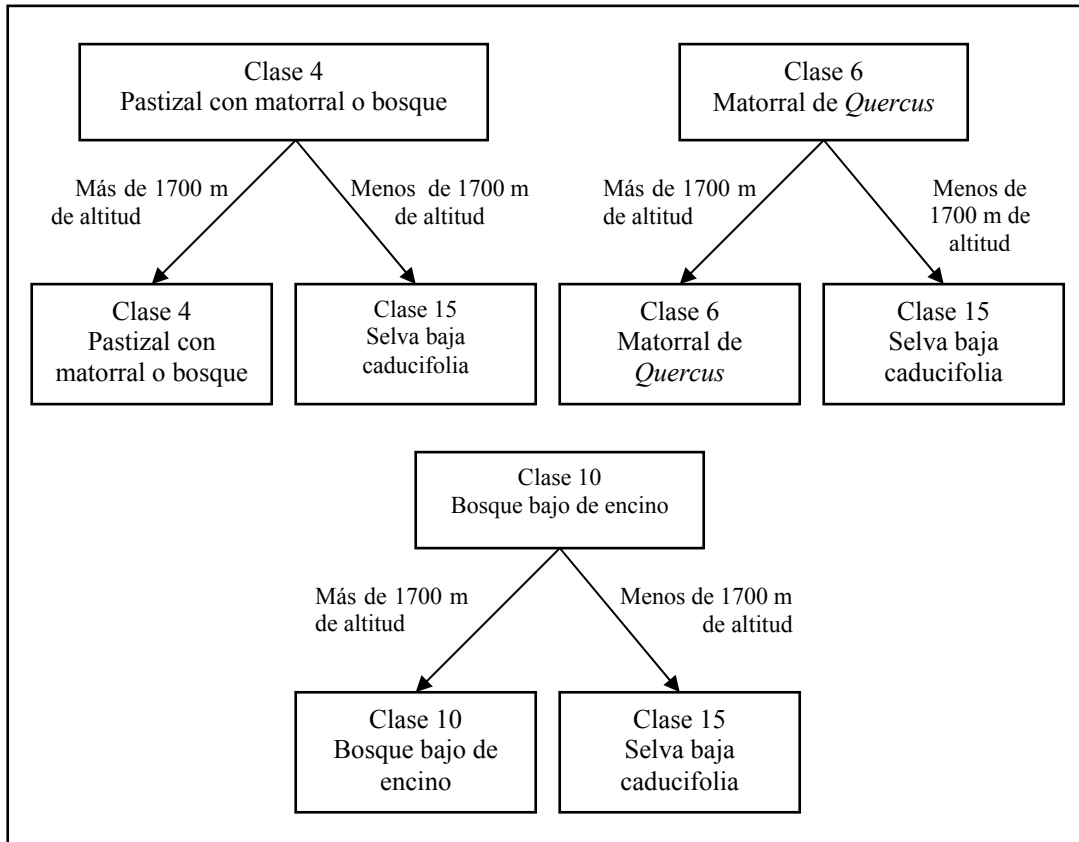 Clase 4
Pastizal con matorral o bosque
Más de 1700 m
de altitud
Menos de 1700 m
de altitud
Clase 4
Pastizal con
matorral o bosque
Clase 15
Selva baja
caducifolia
Clase 6
Matorral de Quercus
Más de 1700 m
de altitud
Menos de
1700 m de
altitud
Clase 6
Matorral de
Quercus
Clase 15
Selva baja
caducifolia
Clase 10
Bosque bajo de encino
Más de 1700 m
de altitud
Menos de 1700 m
de altitud
Clase 10
Bosque bajo de
encino
Clase 15
Selva baja
caducifolia